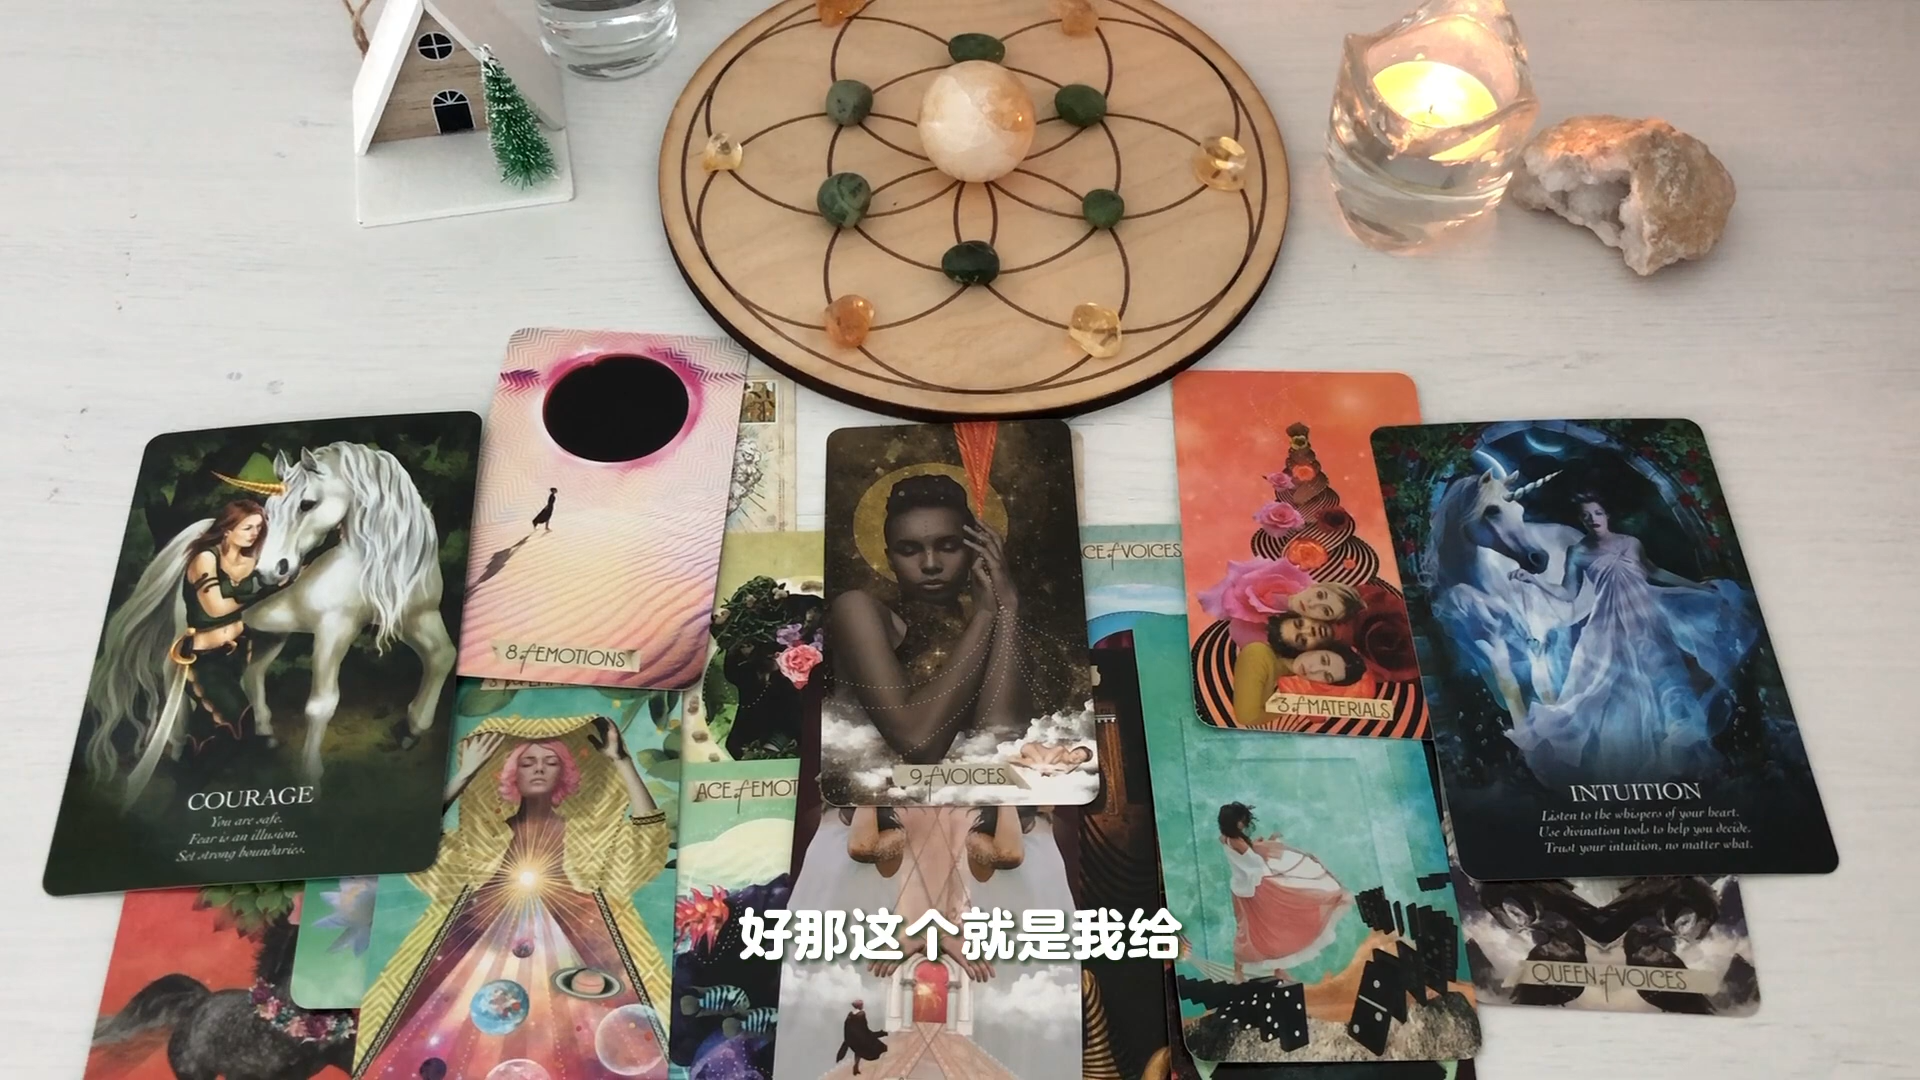 8 of EMOTIONS
CE of VOICES
9 of VOICES
3 of MATERIALS
ACE of EMOT
COURAGE
You are safe.
Fear is an illusion.
Set strong boundaries.
INTUITION
Listen to the whispers of your heart.
Use divination tools to help you decide.
Trust your intuition, no matter what.
好那这个就是我给
QUEEN of VOICES